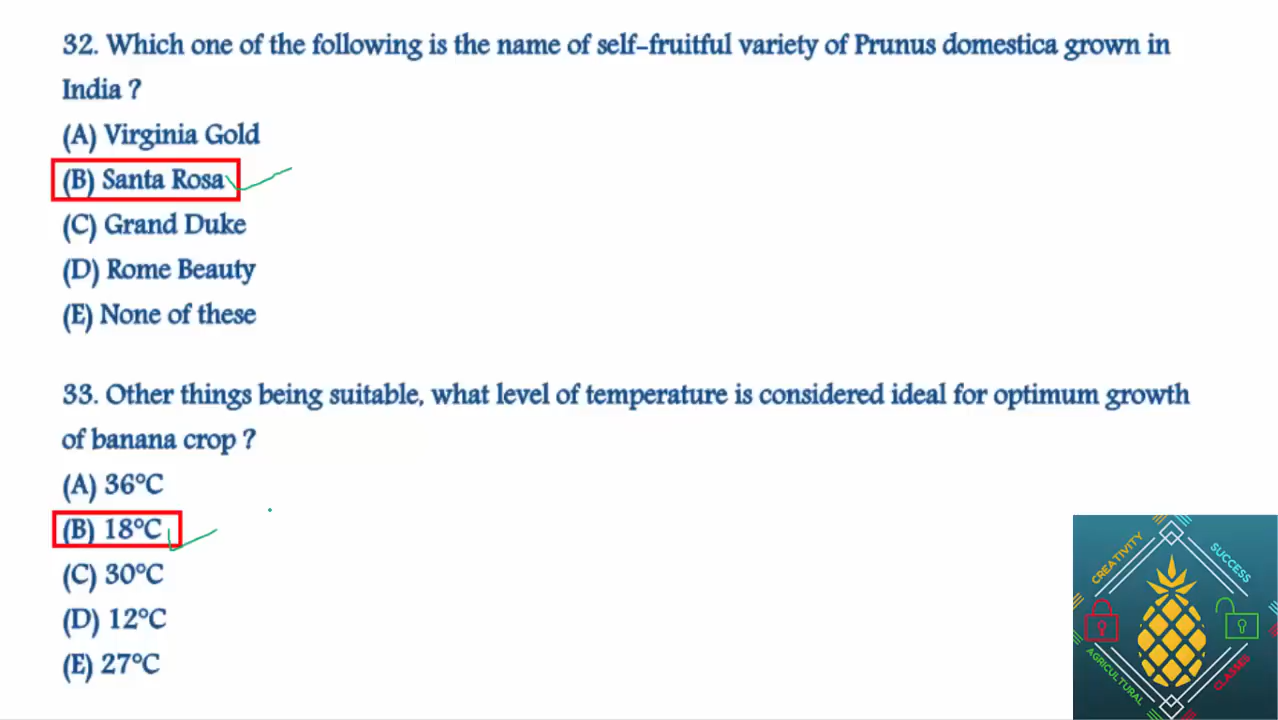 32. Which one of the following is the name of self-fruitful variety of Prunus domestica grown in
India ?
(A) Virginia Gold
(B) Santa Rosa
(C) Grand Duke
(D) Rome Beauty
(E) None of these
33. Other things being suitable, what level of temperature is considered ideal for optimum growth
of banana crop ?
(A) 36°C
(B) 18°C
(C) 30°C
(D) 12°C
(E) 27°C
CREATIVITY
SUCCESS
AGRICULTURAL
CLASSES